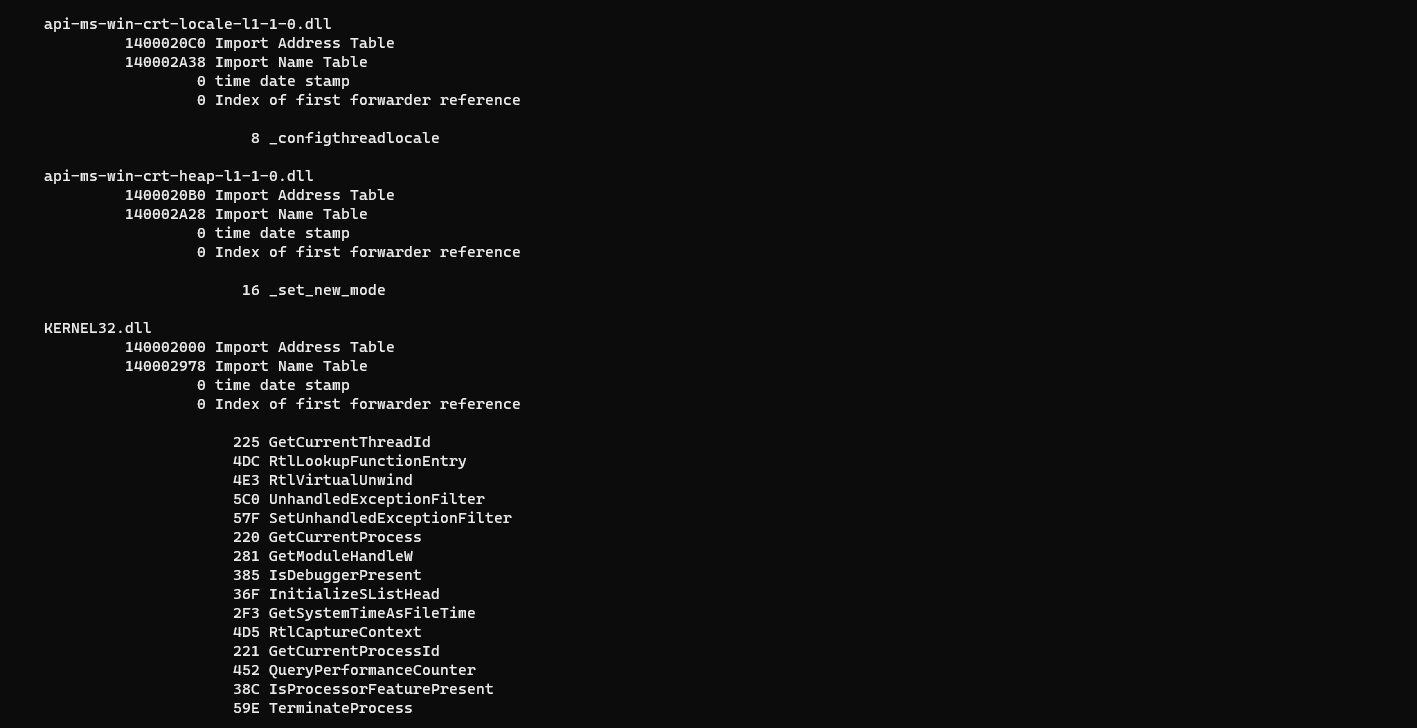 api-ms-win-crt-locale-l1-1-0.dll
1400020C0 Import Address Table
140002A38 Import Name Table
0 time date stamp
0 Index of first forwarder reference
8 _configthreadlocale
api-ms-win-crt-heap-l1-1-0.dll
1400020B0 Import Address Table
140002A28 Import Name Table
0 time date stamp
0 Index of first forwarder reference
16 _set_new_mode
KERNEL32.dll
140002000 Import Address Table
140002978 Import Name Table
0 time date stamp
0 Index of first forwarder reference
225 GetCurrentThreadId
4DC RtlLookupFunctionEntry
4E3 RtlVirtualUnwind
5C0 UnhandledExceptionFilter
57F SetUnhandledExceptionFilter
220 GetCurrentProcess
281 GetModuleHandleW
385 IsDebuggerPresent
36F InitializeSListHead
2F3 GetSystemTimeAsFileTime
4D5 RtlCaptureContext
221 GetCurrentProcessId
452 QueryPerformanceCounter
38C IsProcessorFeaturePresent
59E TerminateProcess